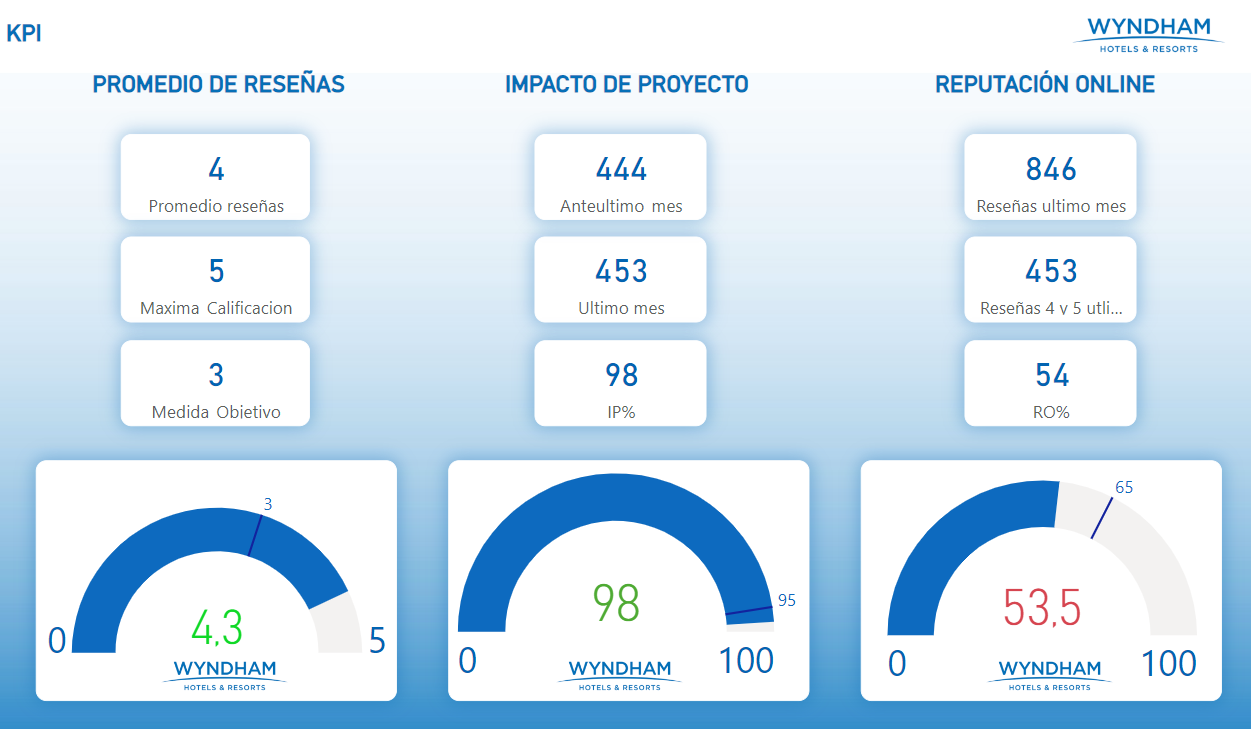 KPI
WYNDHAM
HOTELS & RESORTS
PROMEDIO DE RESEÑAS
4
Promedio reseñas
5
Maxima Calificacion
3
Medida Objetivo
3
4,3
0
5
WYNDHAM
HOTELS & RESORTS
IMPACTO DE PROYECTO
444
Anteultimo mes
453
Ultimo mes
98
IP%
95
98
0
100
WYNDHAM
HOTELS & RESORTS
REPUTACIÓN ONLINE
846
Reseñas ultimo mes
453
Reseñas 4 y 5 utli...
54
RO%
65
53,5
0
100
WYNDHAM
HOTELS & RESORTS